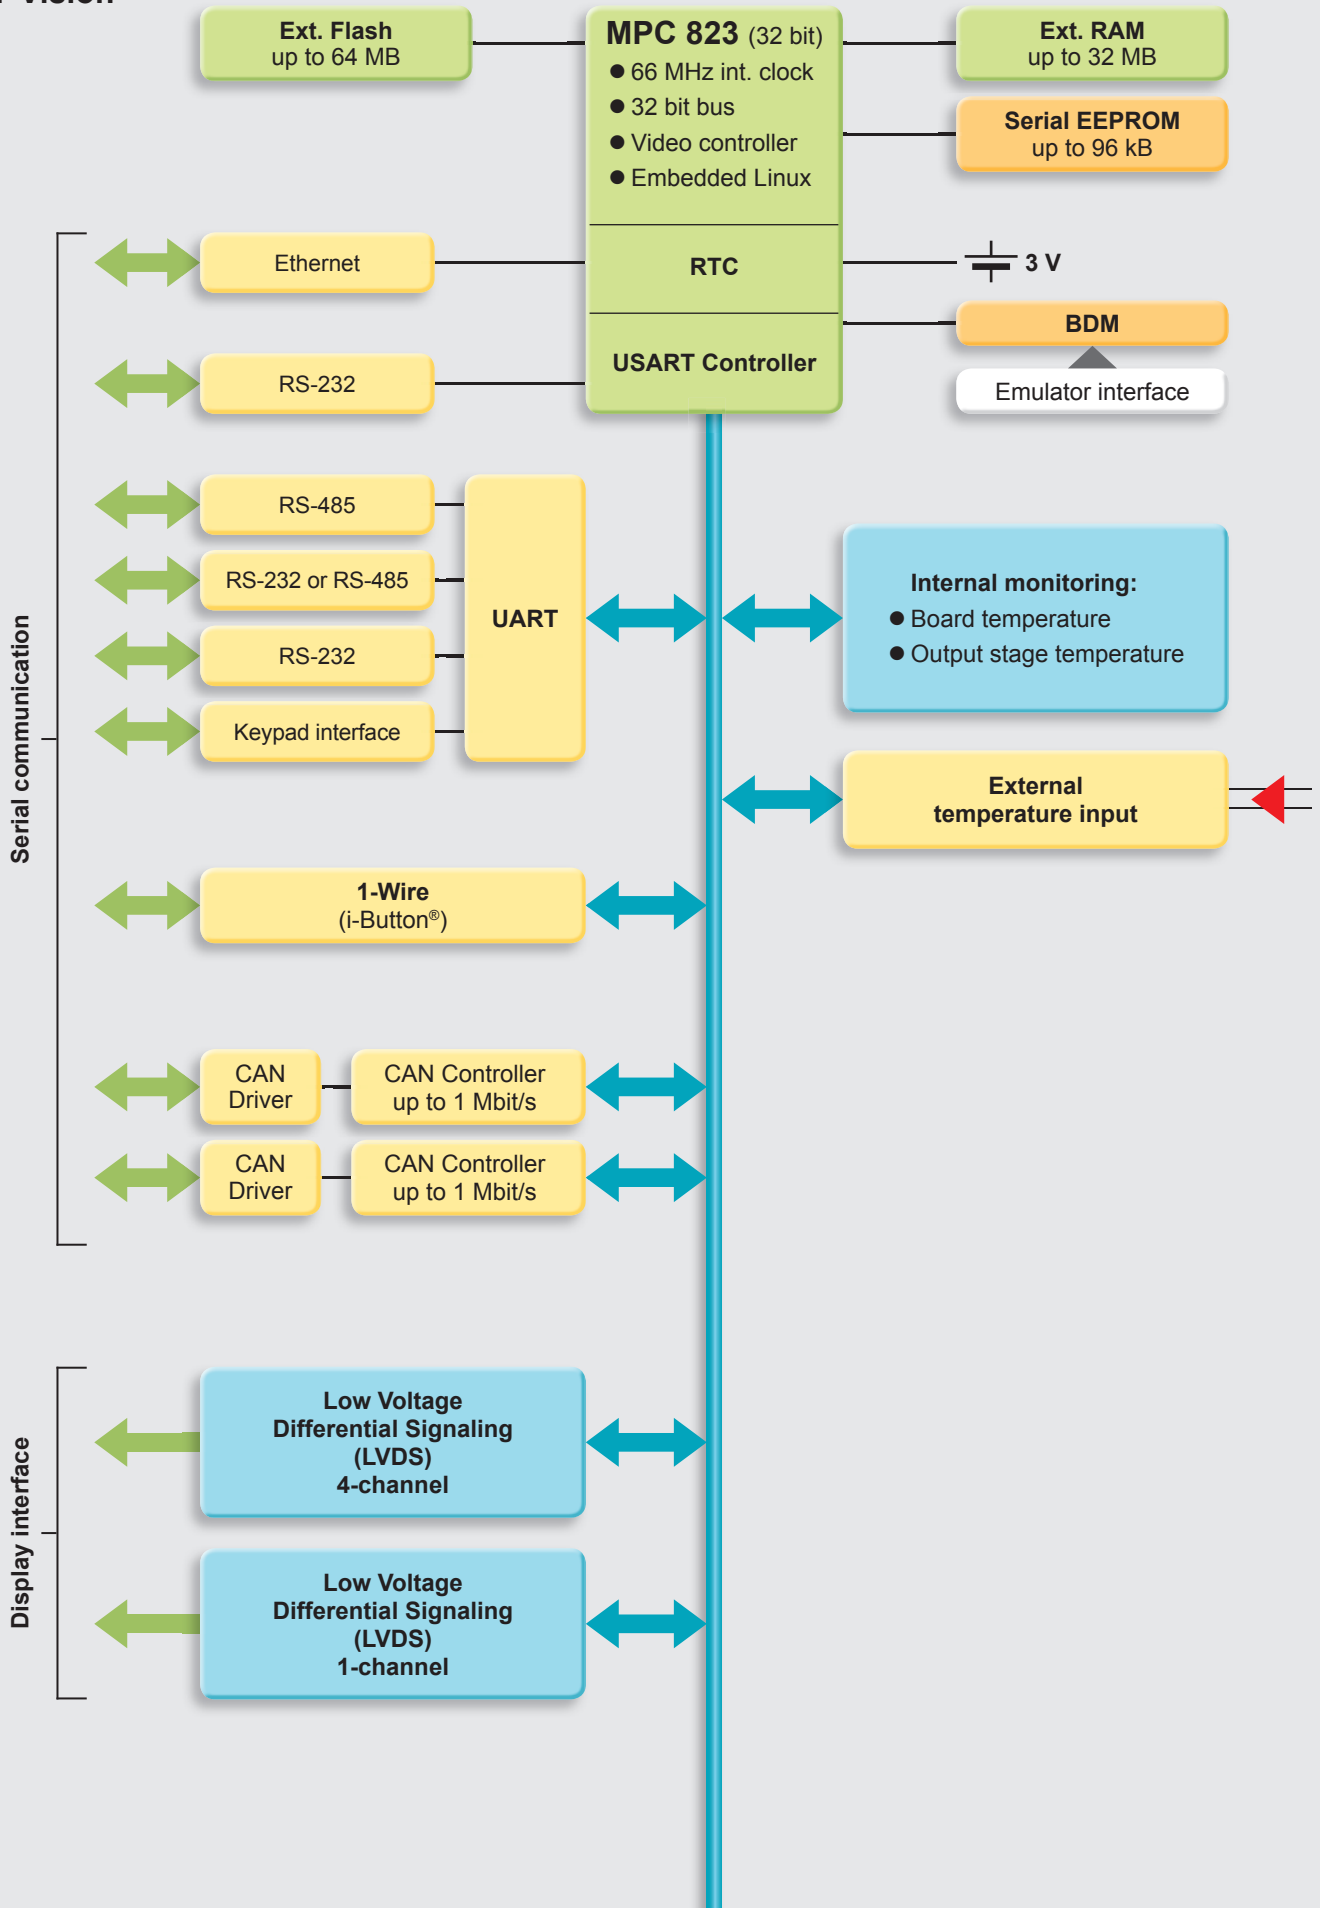 Vision
Ext. Flash
up to 64 MB
MPC 823 (32 bit)
● 66 MHz int. clock
● 32 bit bus
● Video controller
● Embedded Linux
Ext. RAM
up to 32 MB
Serial EEPROM
up to 96 kB
Ethernet
RTC
3 V
BDM
RS-232
USART Controller
Emulator interface
Serial communication
RS-485
RS-232 or RS-485
RS-232
Keypad interface
UART
Internal monitoring:
● Board temperature
● Output stage temperature
External
temperature input
1-Wire
(i-Button®)
CAN
Driver
CAN Controller
up to 1 Mbit/s
CAN
Driver
CAN Controller
up to 1 Mbit/s
Display interface
Low Voltage
Differential Signaling
(LVDS)
4-channel
Low Voltage
Differential Signaling
(LVDS)
1-channel